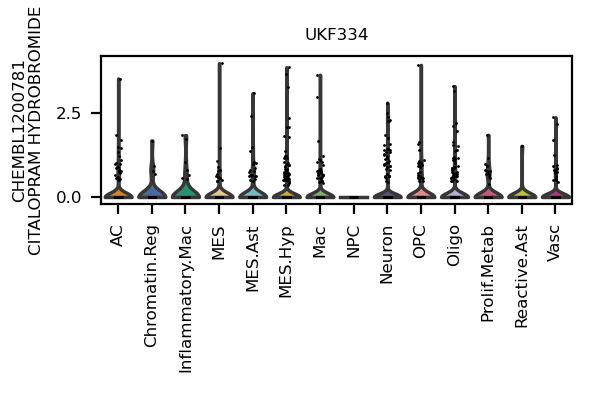 UKF334
CHEMBL1200781
CITALOPRAM HYDROBROMIDE
2.5
0.0
AC
Chromatin.Reg
Inflammatory.Mac
MES
MES.Ast
MES.Hyp
Mac
NPC
Neuron
OPC
Oligo
Prolif.Metab
Reactive.Ast
Vasc